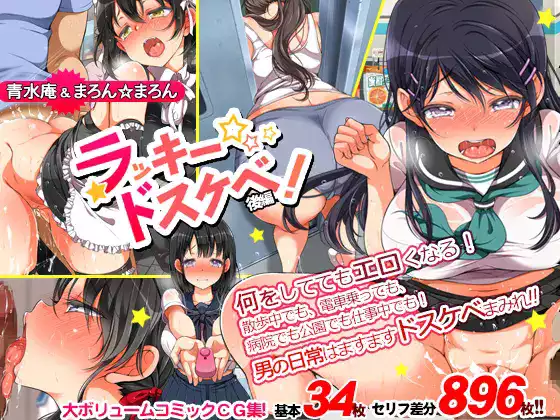 青水庵&まろん☆まろん
ラッキー☆
ドスケベ!
後編
何をしててもエロくなる!
散歩中でも、電車乗っても、
病院でも公園でも仕事中でも!
男の日常はますますドスケベまみれ!!
大ボリュームコミックCG集! 基本34枚 セリフ差分896枚!!